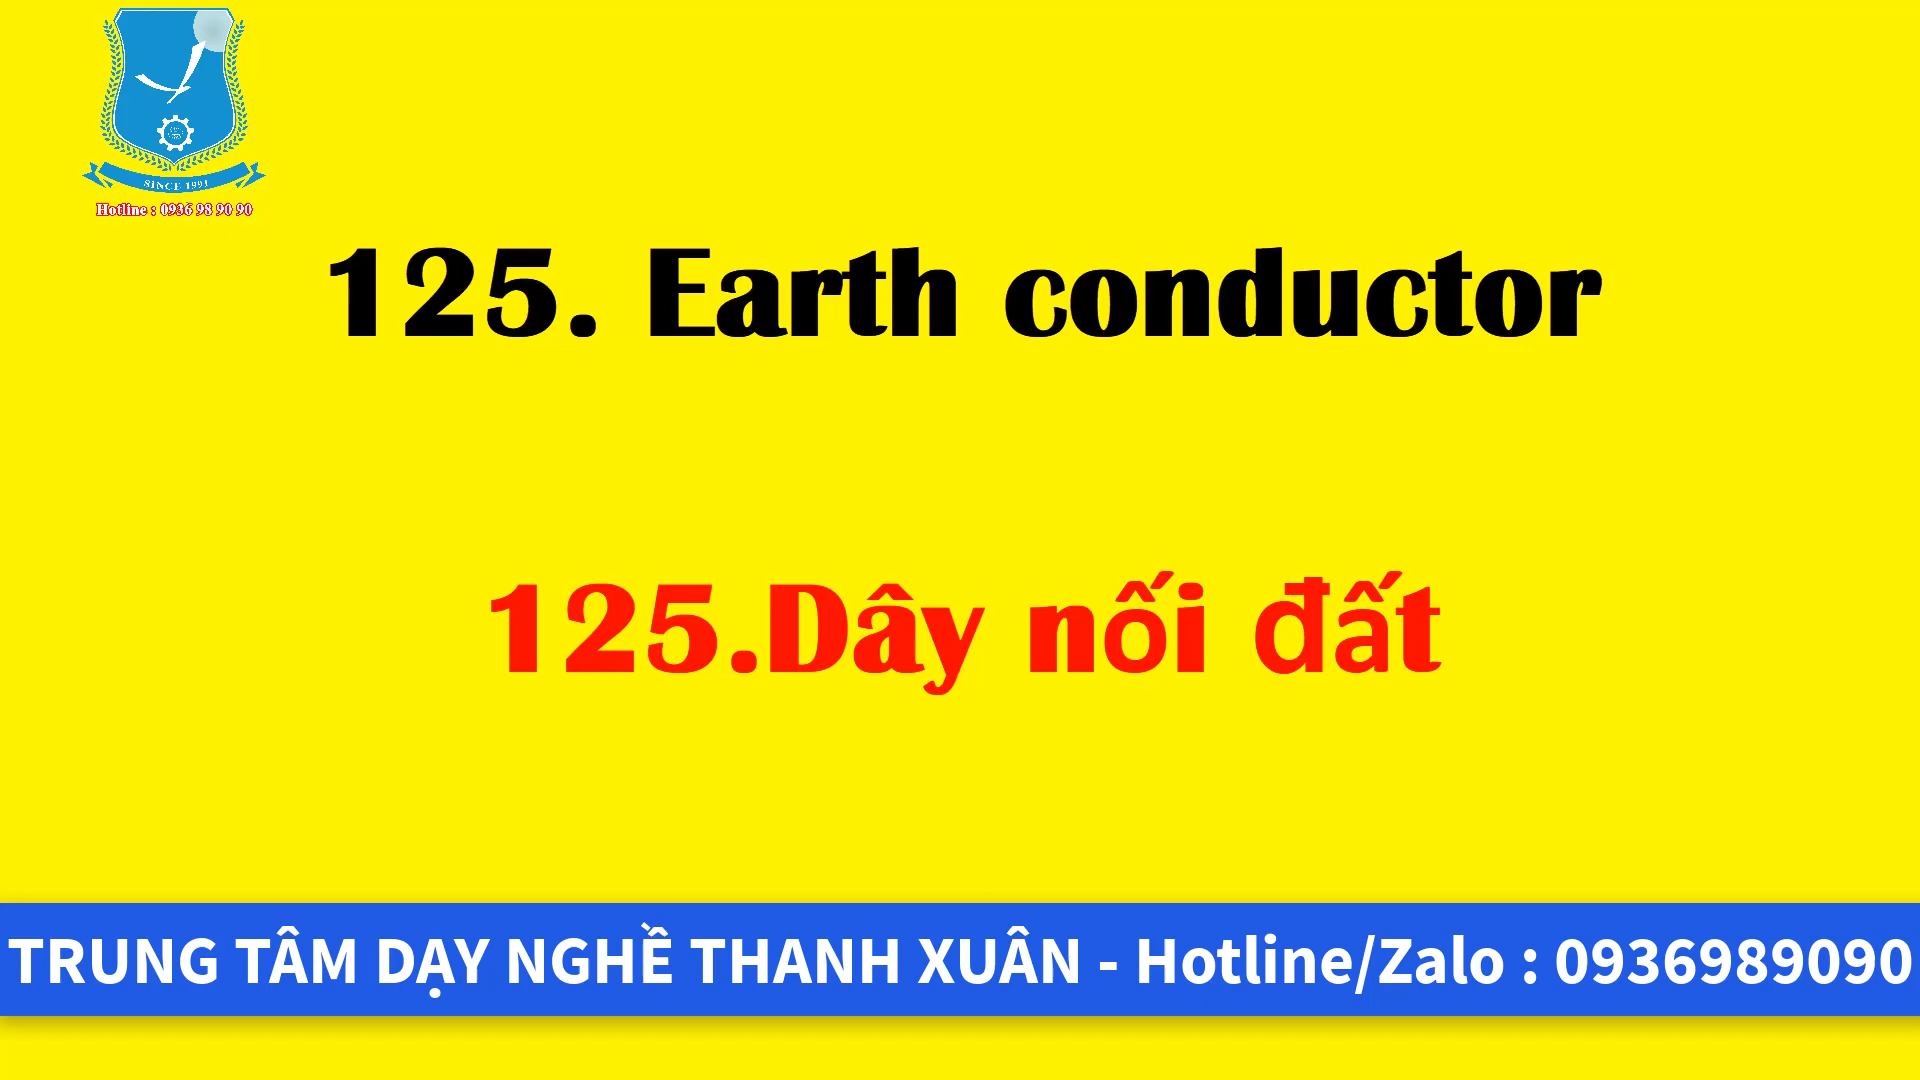 SINCE 1991
Hotline : 0936 98 90 90
125. Earth conductor
125.Dây nối đất
TRUNG TÂM DẠY NGHỀ THANH XUÂN - Hotline/Zalo : 0936989090